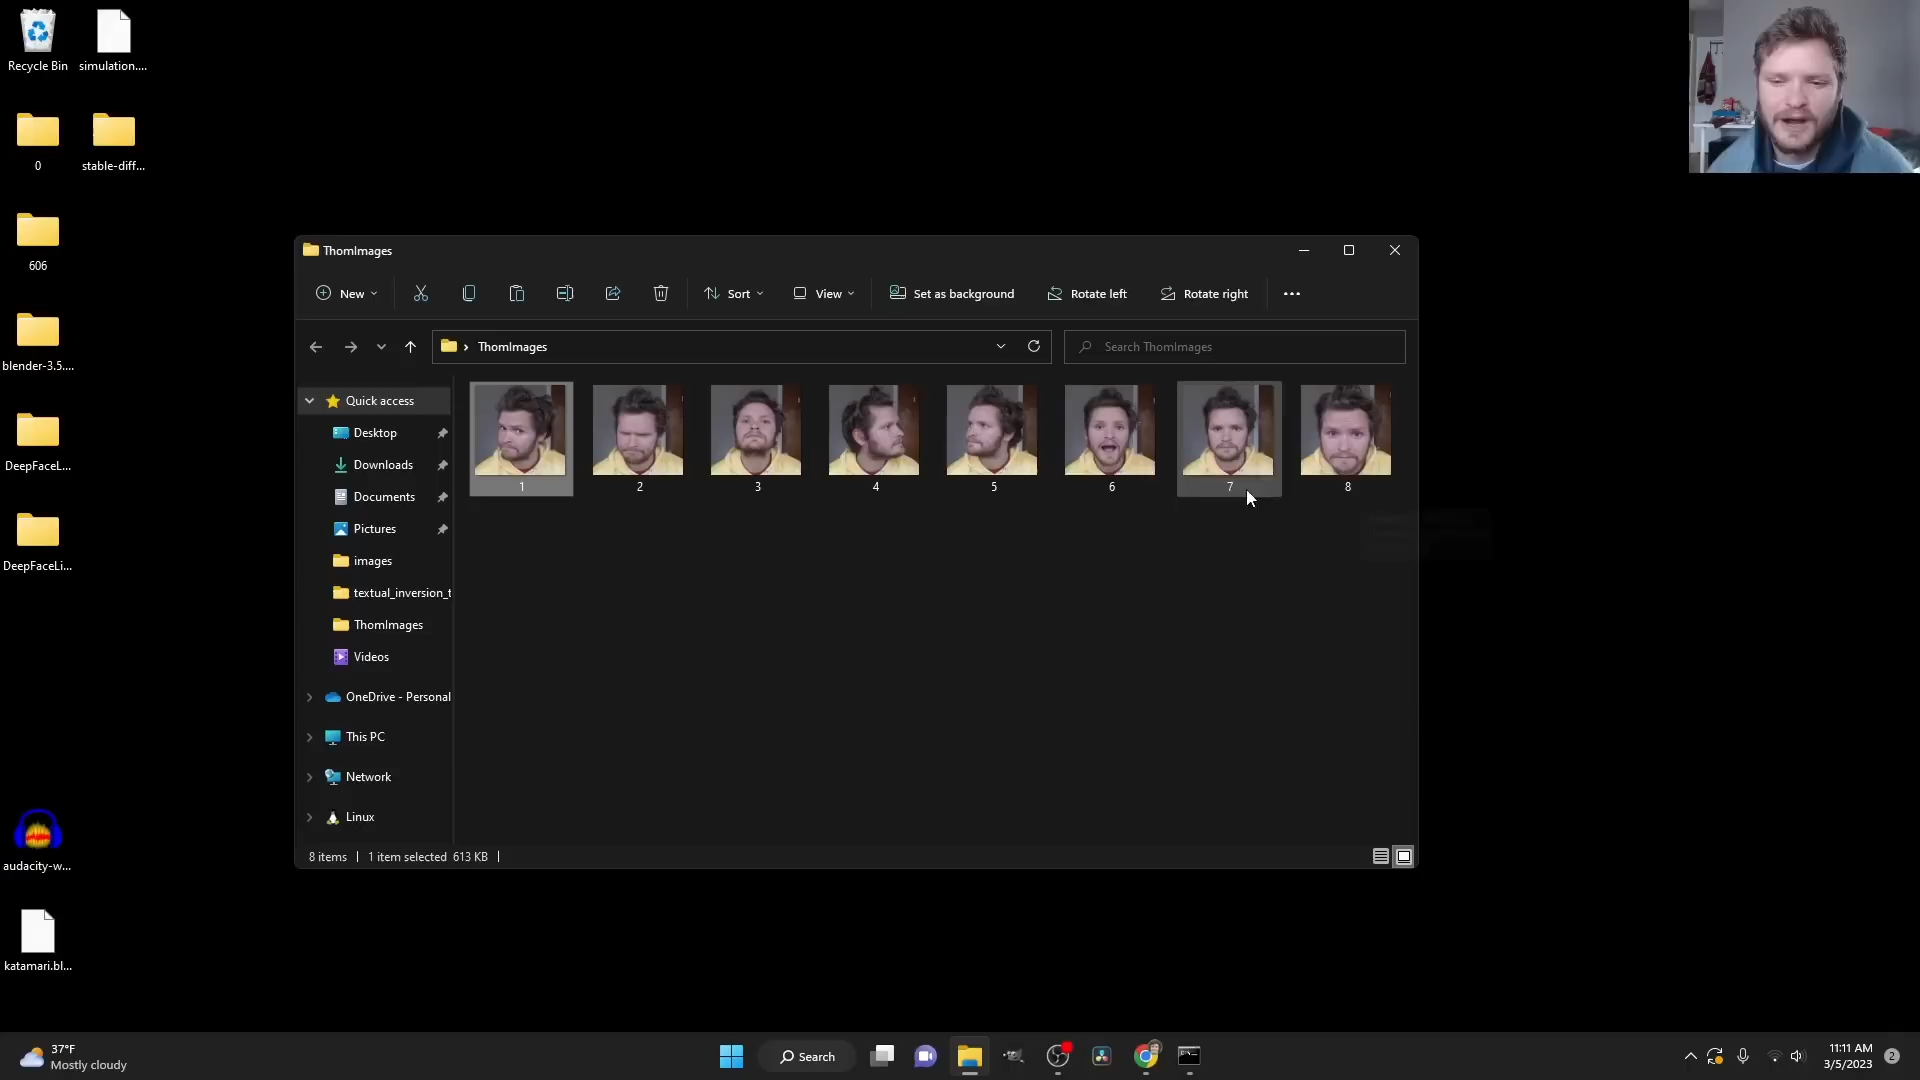 Recycle Bin
simulation....
0
stable-diff...
606
blender-3.5....
DeepFaceL...
DeepFaceLi...
audacity-w...
katamari.bl...
ThomImages
New
Sort
View
Set as background
Rotate left
Rotate right
ThomImages
Search ThomImages
Quick access
Desktop
Downloads
Documents
Pictures
images
textual_inversion_t
ThomImages
Videos
OneDrive - Personal
This PC
Network
Linux
1
2
3
4
5
6
7
8
8 items
1 item selected 613 KB
37°F
Mostly cloudy
Search
11:11 AM
3/5/2023
2